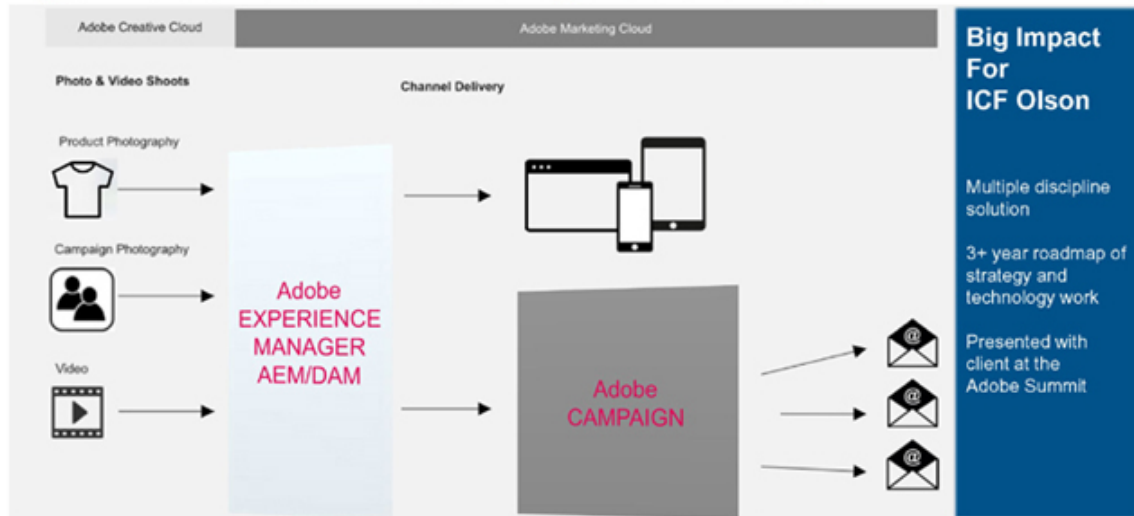 Adobe Creative Cloud
Adobe Marketing Cloud
Photo & Video Shoots
Channel Delivery
Product Photography
Campaign Photography
Video
Adobe
EXPERIENCE
MANAGER
AEM/DAM
Adobe
CAMPAIGN
@
@
@
Big Impact
For
ICF Olson
Multiple discipline
solution
3+ year roadmap of
strategy and
technology work
Presented with
client at the
Adobe Summit